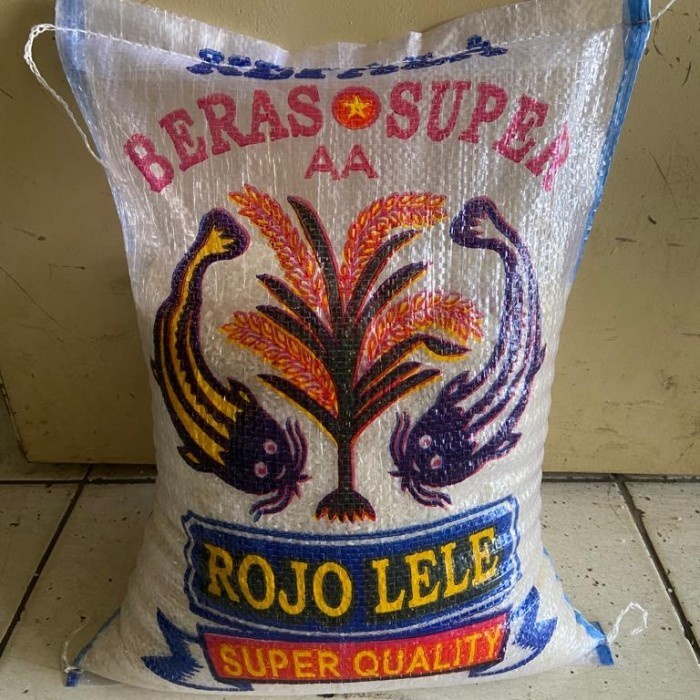 BERAS SUPER
AA
ROJO LELE
SUPER QUALITY